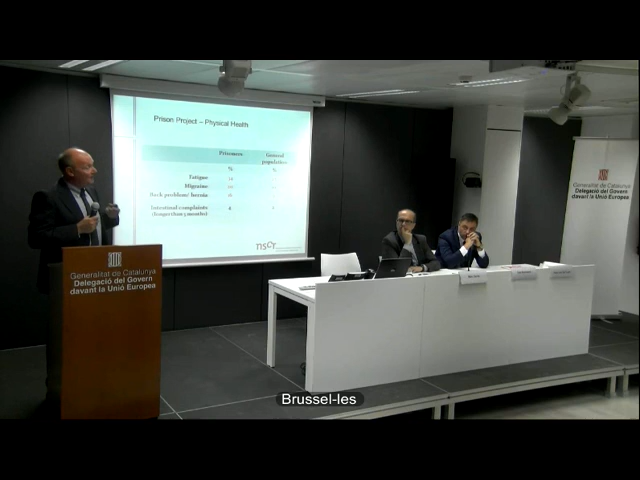 Prison Project – Physical Health
Prisoners
General
population
%
%
Fatigue
Migraine
Back problem/ hernia
Intestinal complaints
(longer than 3 months)
nscr
Generalitat de Catalunya
Delegació del Govern
davant la Unió Europea
Generalitat de Catalunya
Delegació del Govern
davant la Unió Europea
Brussel-les